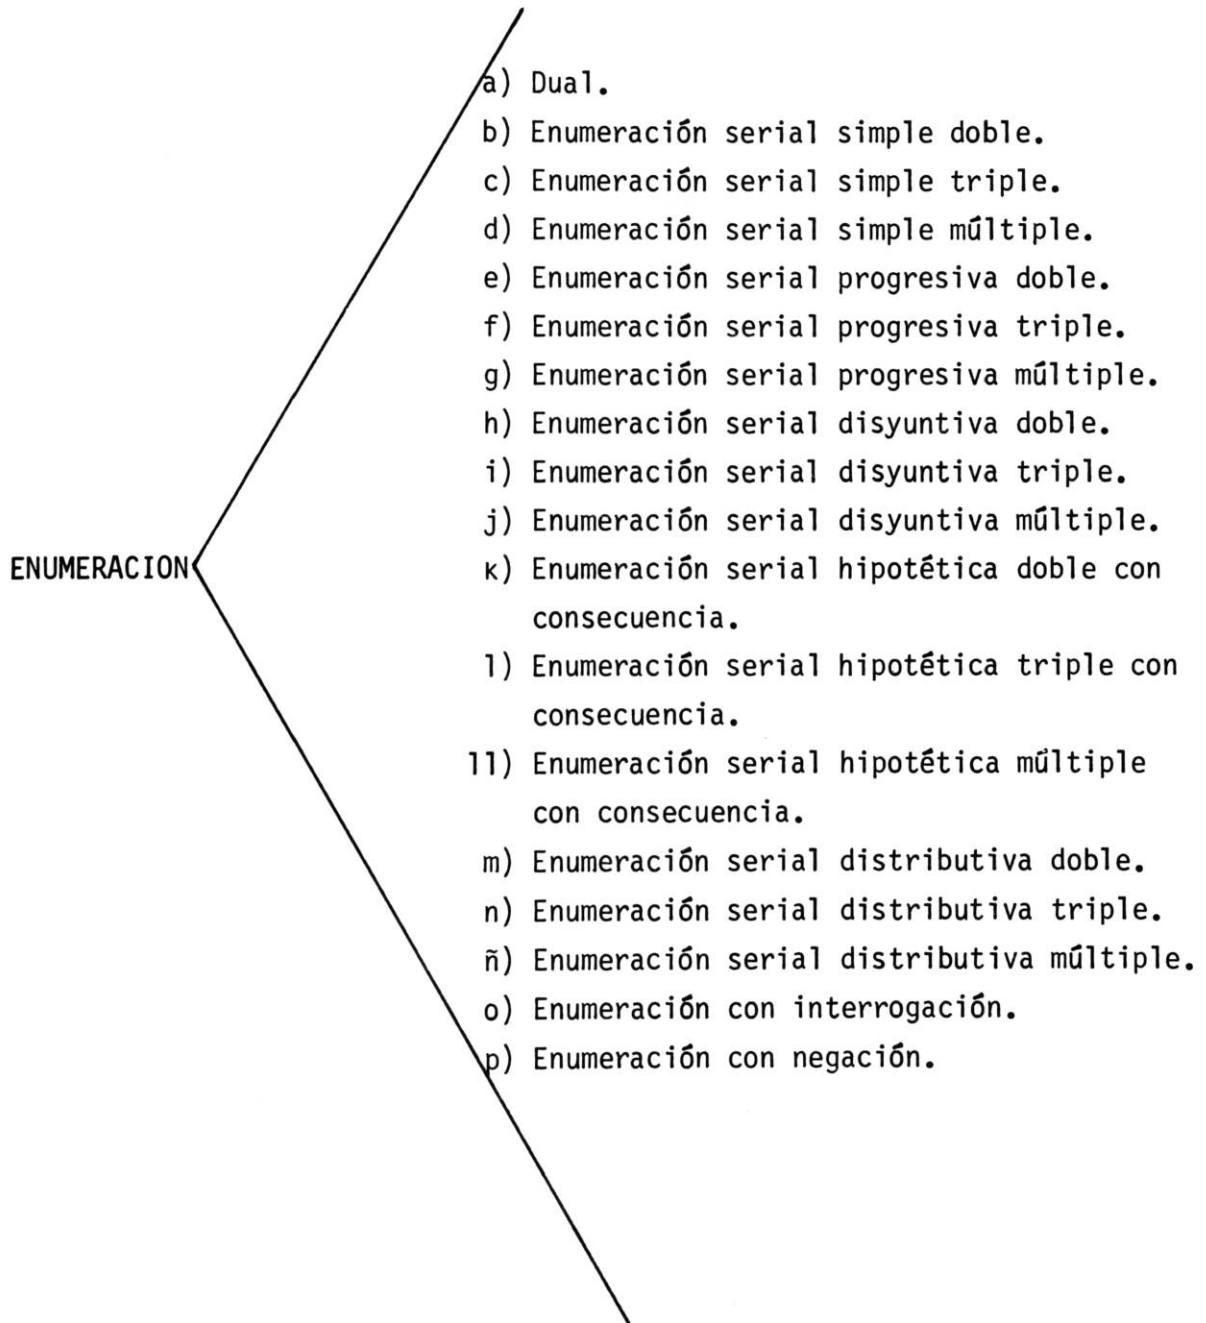 a) Dual.
b) Enumeración serial simple doble.
c) Enumeración serial simple triple.
d) Enumeración serial simple múltiple.
e) Enumeración serial progresiva doble.
f) Enumeración serial progresiva triple.
g) Enumeración serial progresiva múltiple.
h) Enumeración serial disyuntiva doble.
i) Enumeración serial disyuntiva triple.
j) Enumeración serial disyuntiva múltiple.
ENUMERACION
k) Enumeración serial hipotética doble con
consecuencia.
l) Enumeración serial hipotética triple con
consecuencia.
ll) Enumeración serial hipotética múltiple
con consecuencia.
m) Enumeración serial distributiva doble.
n) Enumeración serial distributiva triple.
ñ) Enumeración serial distributiva múltiple.
o) Enumeración con interrogación.
p) Enumeración con negación.